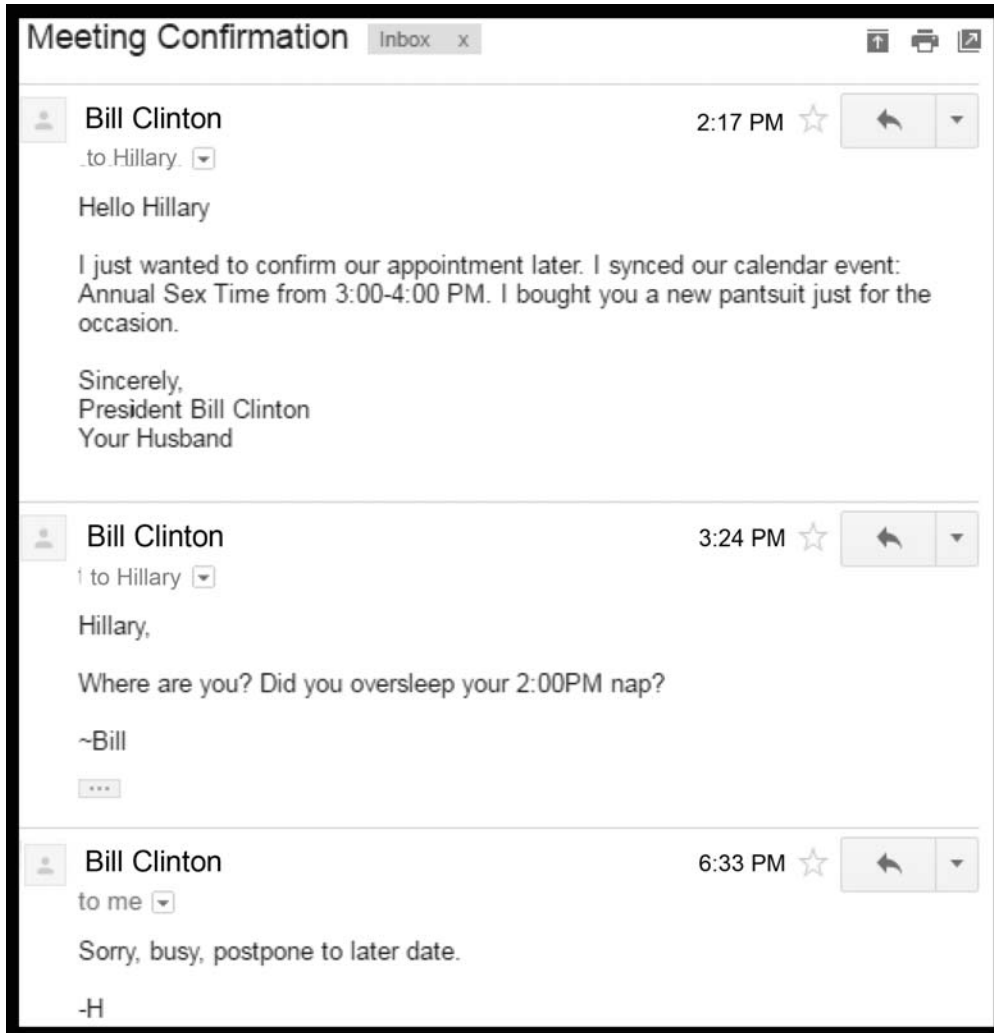 Meeting Confirmation Inbox x
Bill Clinton 2:17 PM
to Hillary
Hello Hillary
I just wanted to confirm our appointment later. I synced our calendar event:
Annual Sex Time from 3:00-4:00 PM. I bought you a new pantsuit just for the
occasion.
Sincerely,
President Bill Clinton
Your Husband
Bill Clinton 3:24 PM
to Hillary
Hillary,
Where are you? Did you oversleep your 2:00PM nap?
~Bill
Bill Clinton 6:33 PM
to me
Sorry, busy, postpone to later date.
-H